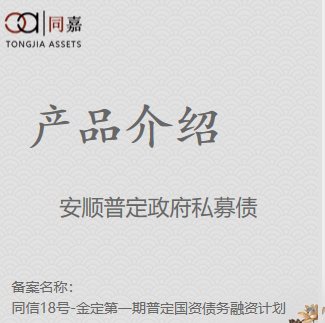 同嘉
TONGJIA ASSETS
产品介绍
安顺普定政府私募债
备案名称：
同信18号-金定第一期普定国资债务融资计划